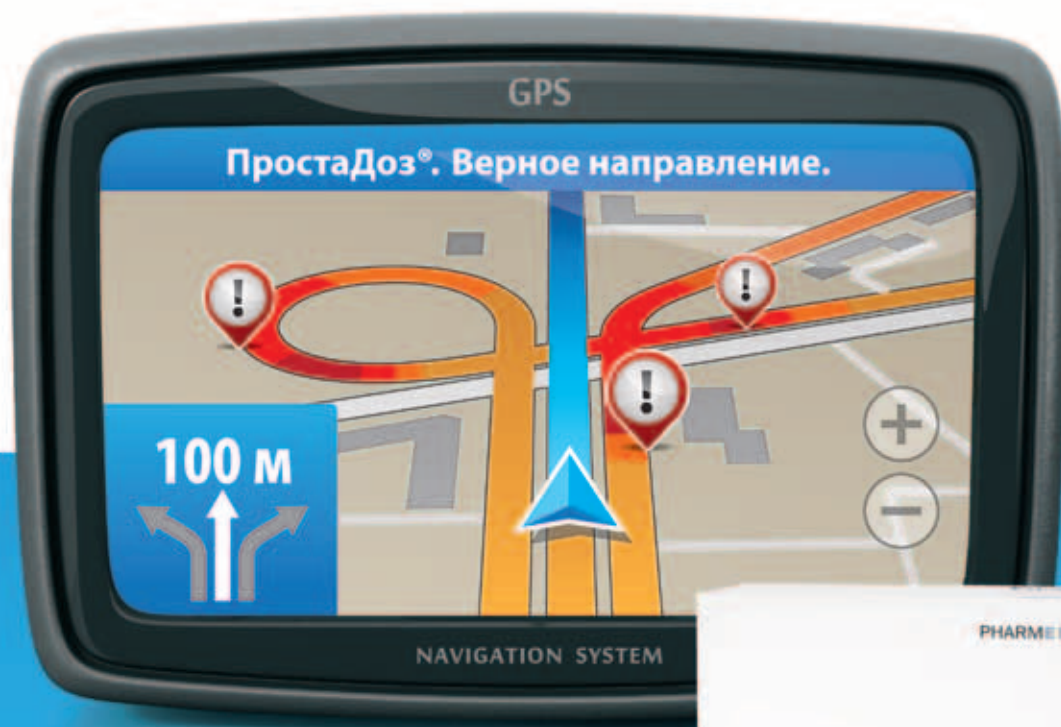 GPS
ПростаДоз®. Верное направление.
100 м
NAVIGATION SYSTEM